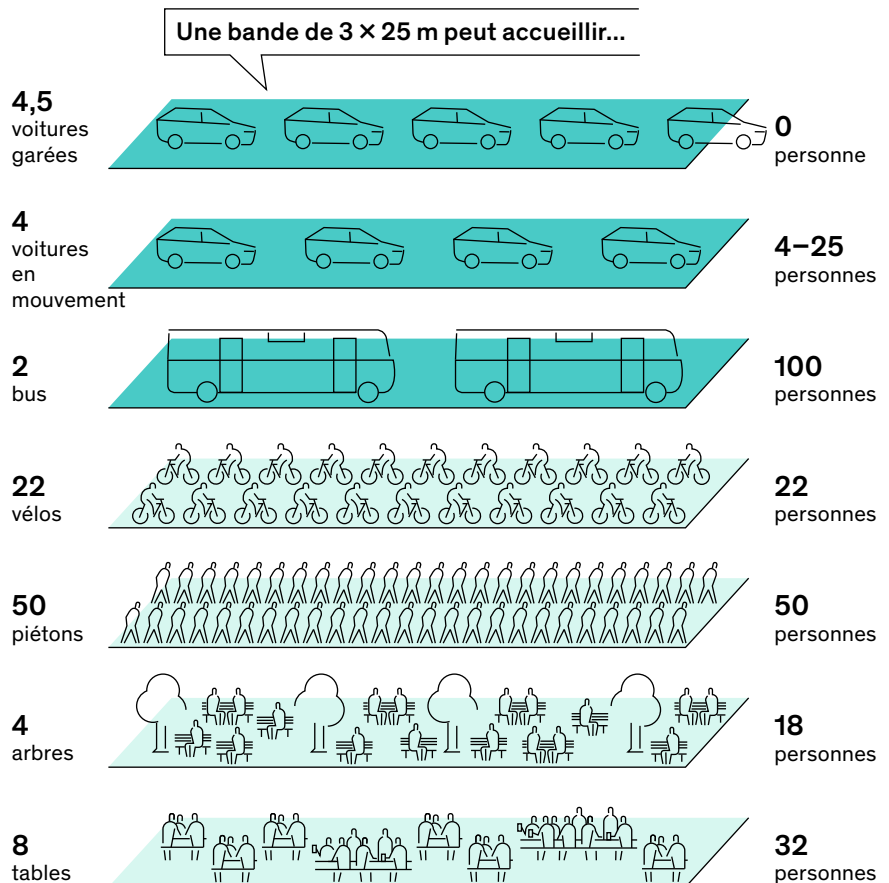 Une bande de 3 × 25 m peut accueillir...
4,5
voitures
garées
0
personne
4
voitures
en
mouvement
4–25
personnes
2
bus
100
personnes
22
vélos
22
personnes
50
piétons
50
personnes
4
arbres
18
personnes
8
tables
32
personnes